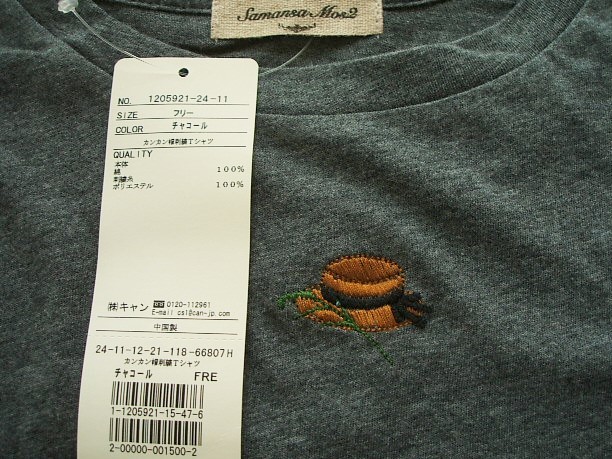 Samansa Mos2
NO. 1205921-24-11
SIZE フリー
COLOR チャコール
カンカン帽刺繍Tシャツ
QUALITY
本体
綿 100%
刺繍糸
ポリエステル 100%
㈱キャン 0120-112961
E-mail cs1@can-jp.com
中国製
24-11-12-21-118-66807H
カンカン帽刺繍Tシャツ
チャコール FRE
1-1205921-15-47-6
2-00000-001500-2